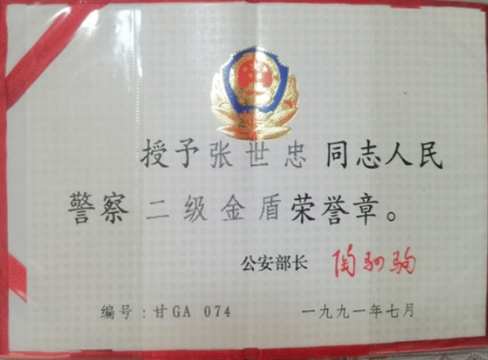 授予张世忠同志人民
警察二级金盾荣誉章。
公安部长 陶驷驹
编号:甘GA 074 一九九一年七月